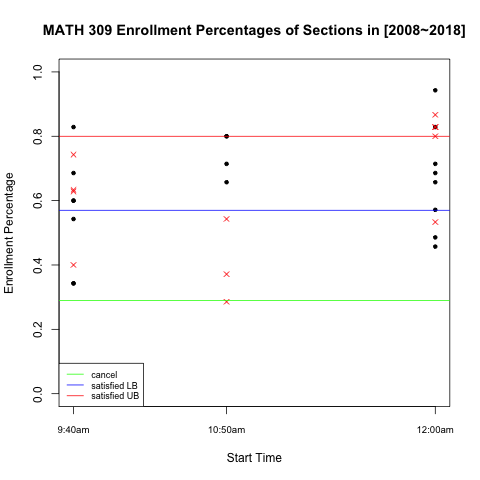 MATH 309 Enrollment Percentages of Sections in [2008~2018]
Enrollment Percentage
1.0
0.8
0.6
0.4
0.2
0.0
cancel
satisfied LB
satisfied UB
9:40am 10:50am 12:00am
Start Time